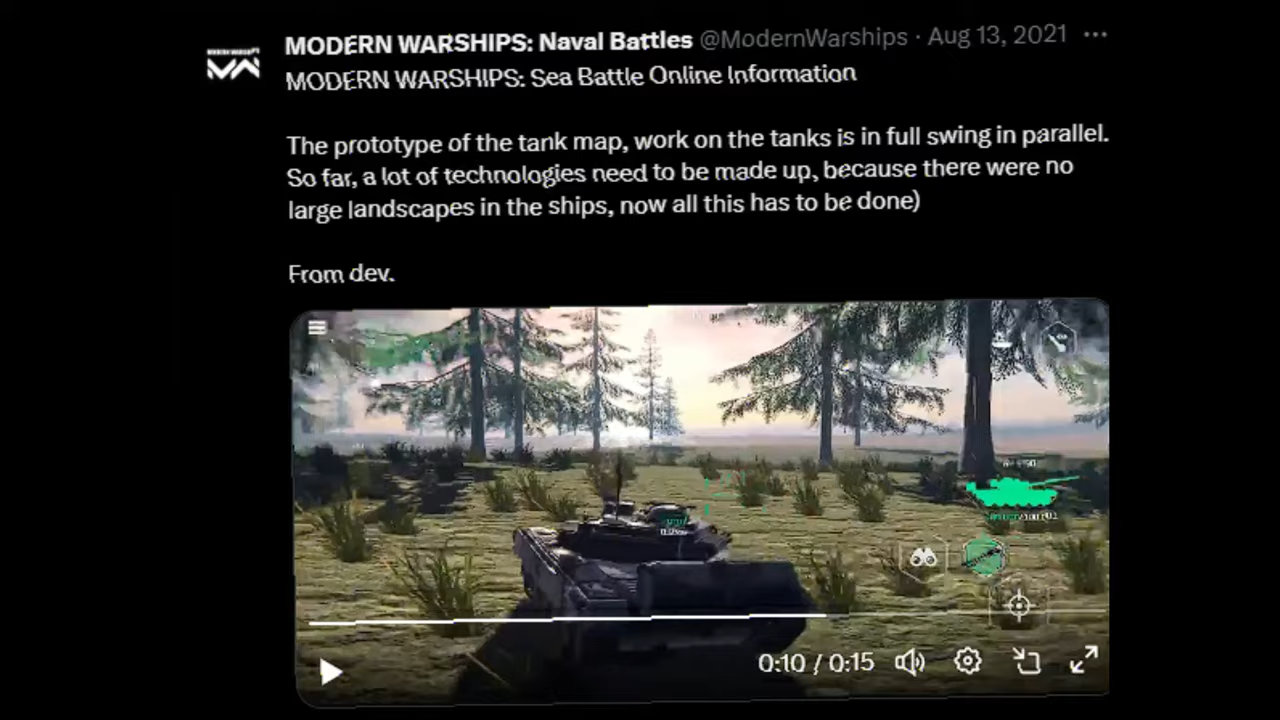 MODERN WARSHIPS: Naval Battles @ModernWarships · Aug 13, 2021
MODERN WARSHIPS: Sea Battle Online Information
The prototype of the tank map, work on the tanks is in full swing in parallel.
So far, a lot of technologies need to be made up, because there were no
large landscapes in the ships, now all this has to be done)
From dev.
0:10 / 0:15